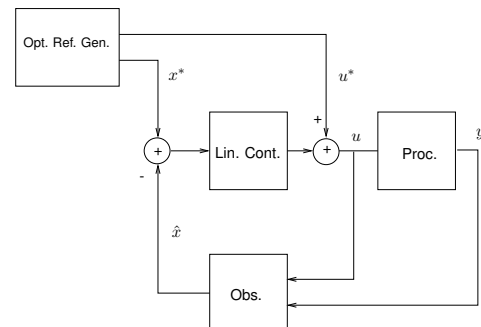 Opt. Ref. Gen.
x*
u*
+
+
Lin. Cont.
+
u
Proc.
y
-
x̂
Obs.